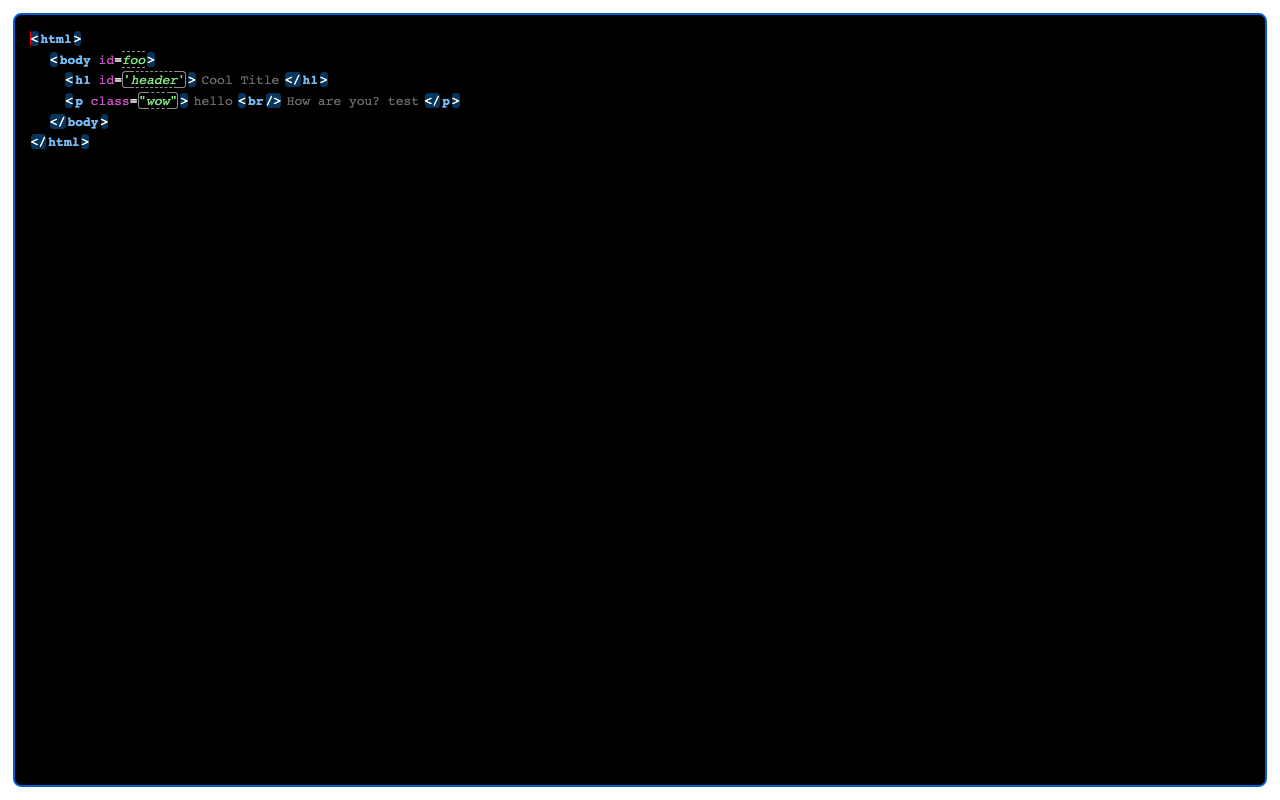 <html>
<body id=foo>
<h1 id='header'> Cool Title </h1>
<p class="wow"> hello <br/> How are you? test </p>
</body>
</html>